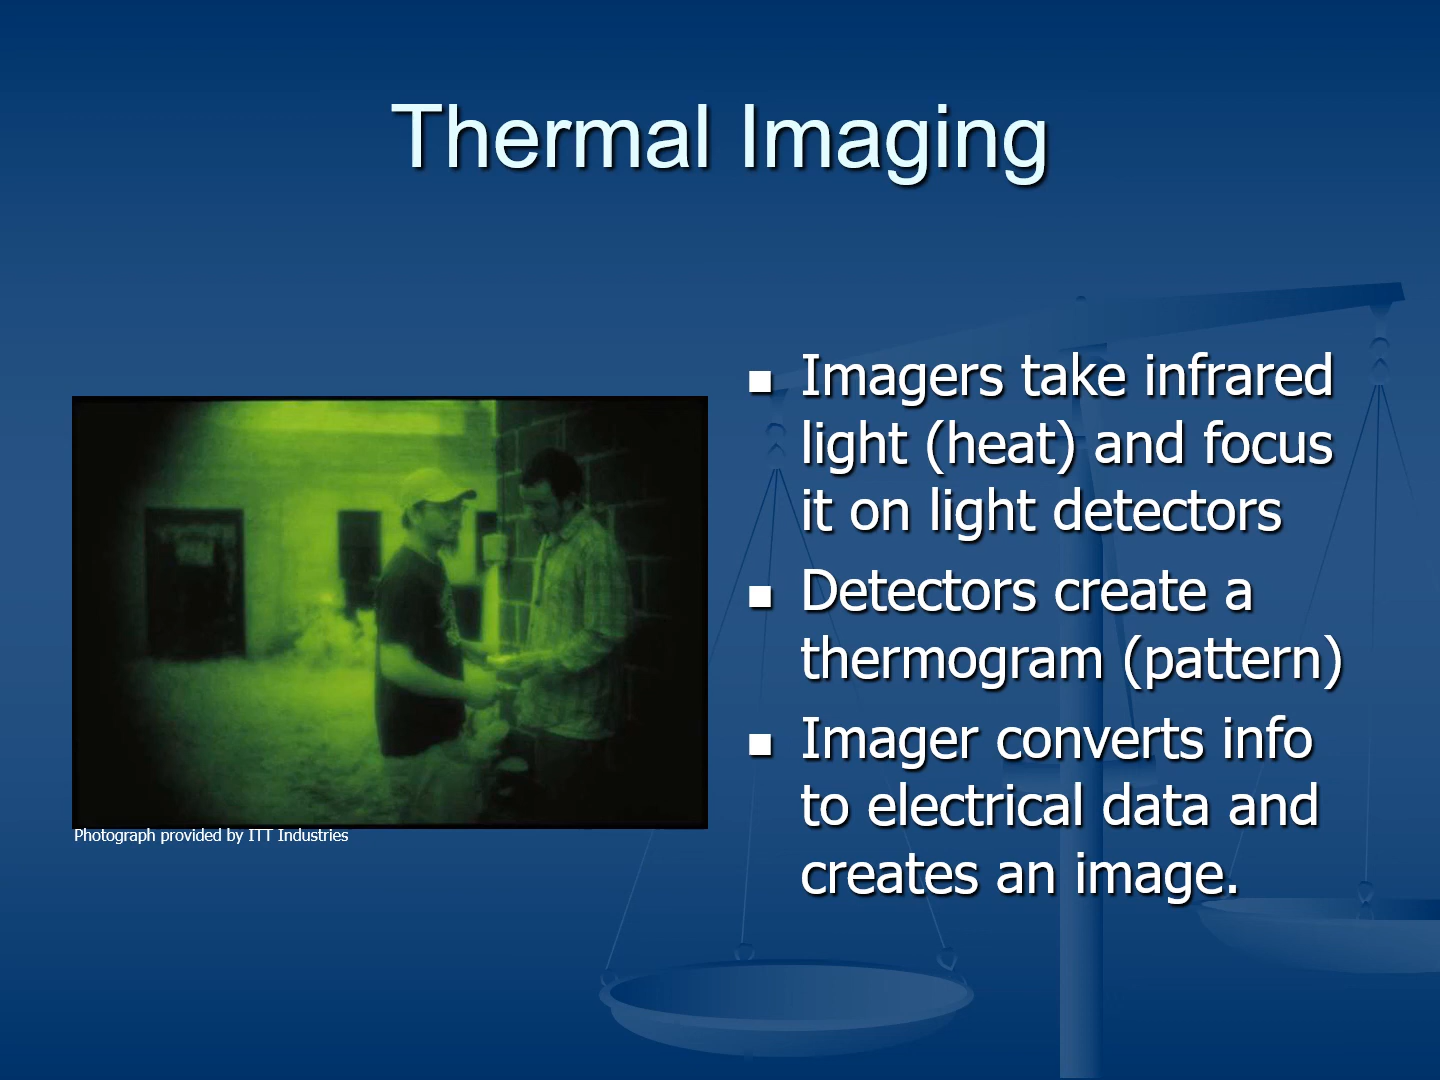 Thermal Imaging
Imagers take infrared
light (heat) and focus
it on light detectors
Detectors create a
thermogram (pattern)
Imager converts info
to electrical data and
creates an image.
Photograph provided by ITT Industries